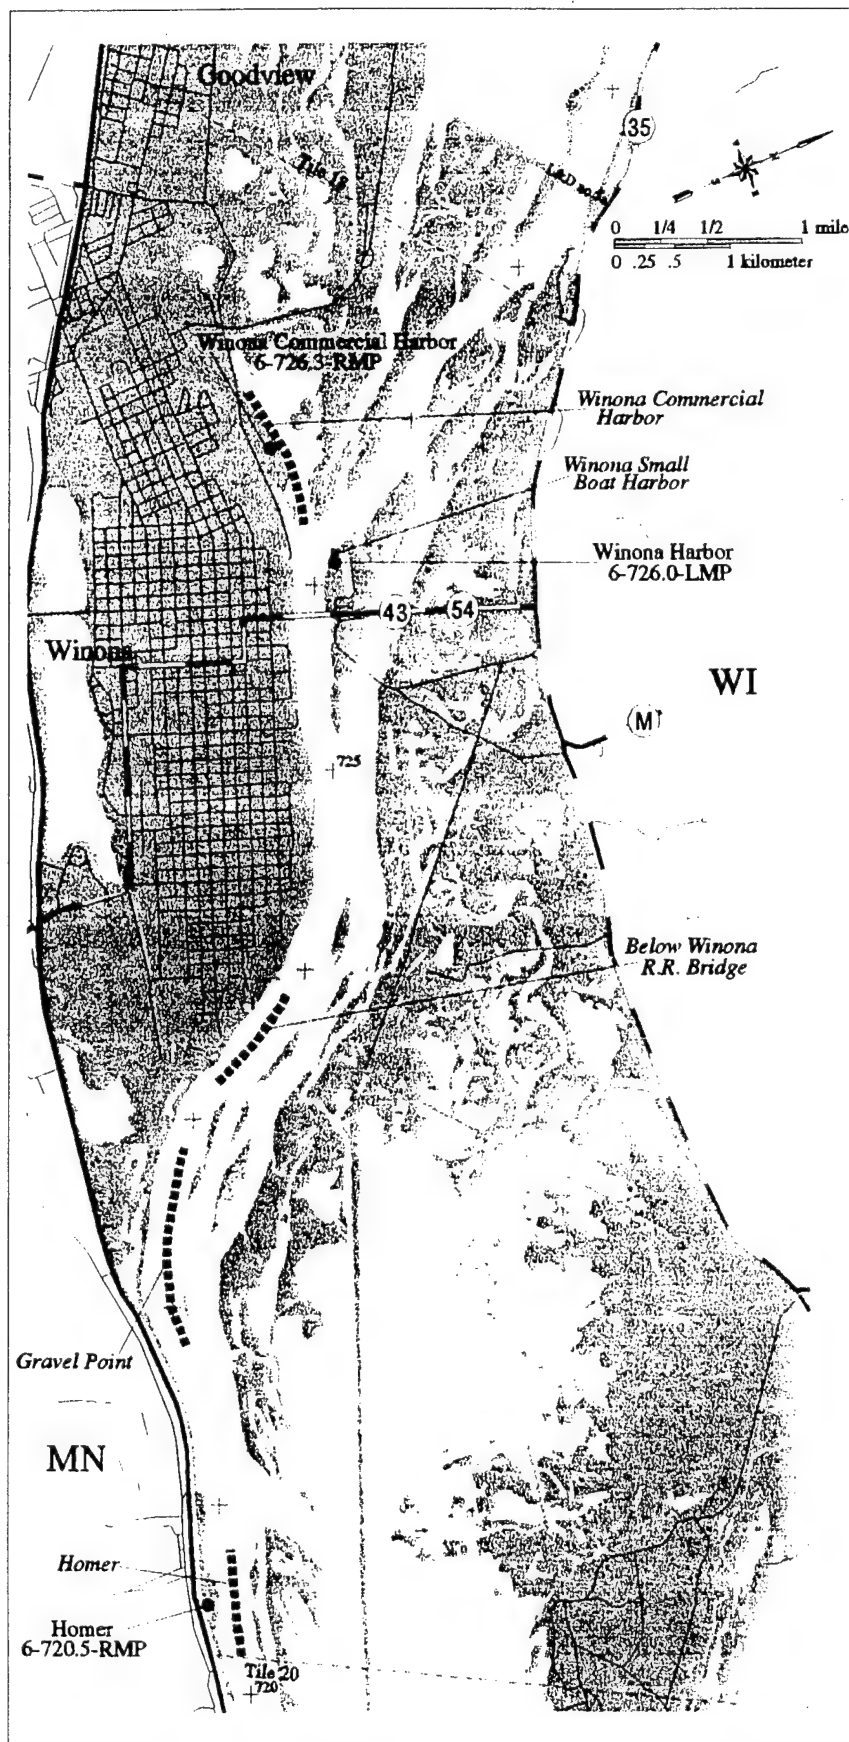 Goodview
35
Tile 18
0 1/4 1/2 1 mile
0 .25 .5 1 kilometer
Winona Commercial Harbor
6-726.3-RMP
Winona Commercial
Harbor
Winona Small
Boat Harbor
Winona Harbor
6-726.0-LMP
43
54
Winona
WI
M
725
Below Winona
R.R. Bridge
Gravel Point
MN
Homer
Homer
6-720.5-RMP
Tile 20
720